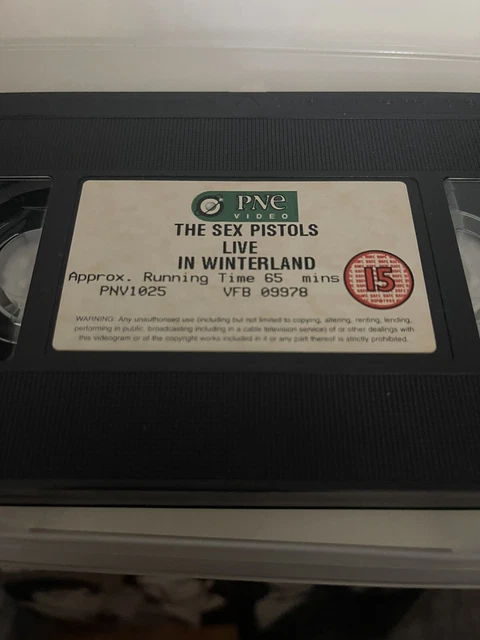 PNe
VIDEO
THE SEX PISTOLS
LIVE
IN WINTERLAND
Approx. Running Time 65 mins
PNV1025 VFB 09978
15
WARNING: Any unauthorised use (including but not limited to copying, altering, renting, lending,
performing in public, broadcasting including in a cable television service) of or other dealings with
this videogram or of the copyright works included in it or any part thereof is strictly prohibited.